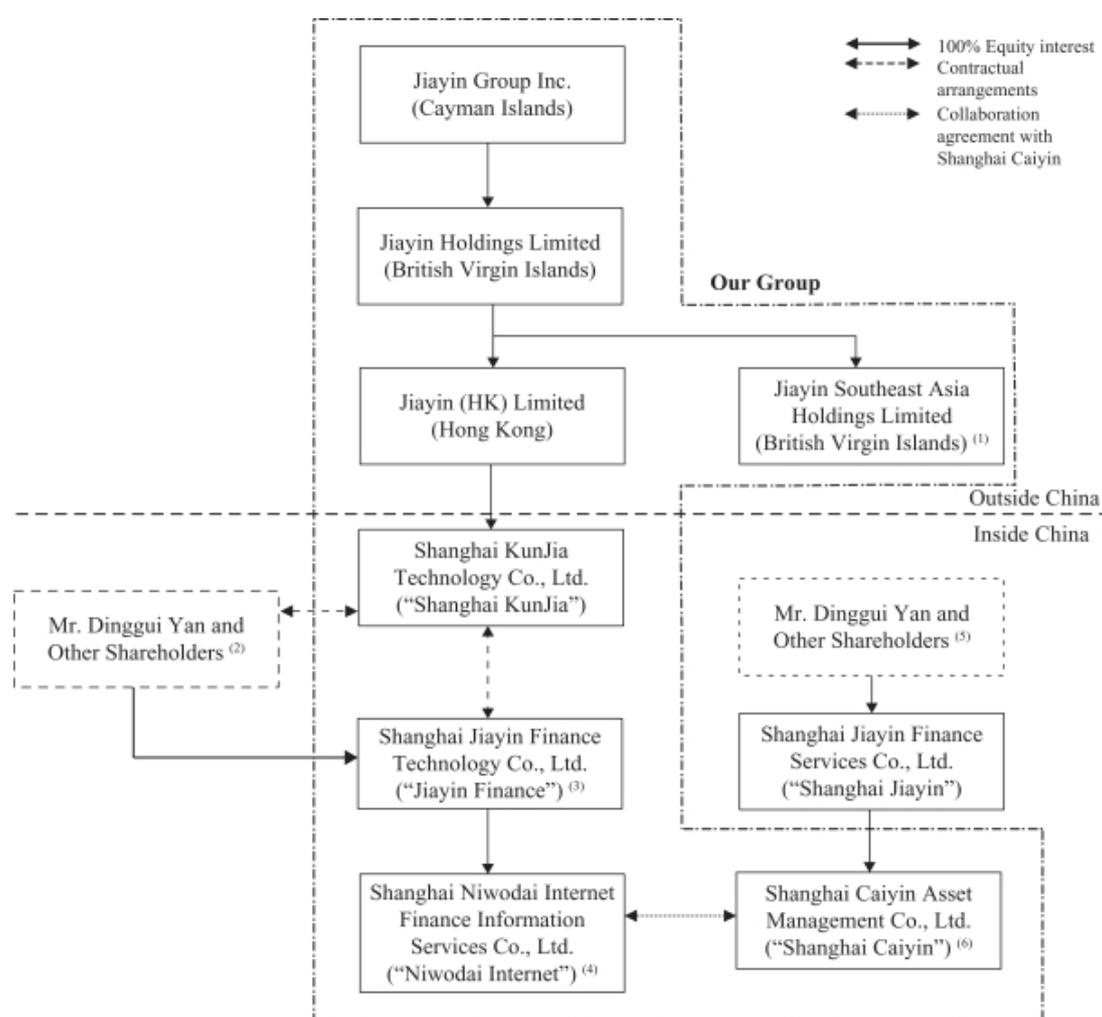 100% Equity interest
Contractual
arrangements
Collaboration
agreement with
Shanghai Caiyin
Jiayin Group Inc.
(Cayman Islands)
Jiayin Holdings Limited
(British Virgin Islands)
Our Group
Jiayin (HK) Limited
(Hong Kong)
Jiayin Southeast Asia
Holdings Limited
(British Virgin Islands) (1)
Outside China
Inside China
Shanghai KunJia
Technology Co., Ltd.
(“Shanghai KunJia”)
Mr. Dinggui Yan and
Other Shareholders (2)
Mr. Dinggui Yan and
Other Shareholders (5)
Shanghai Jiayin Finance
Technology Co., Ltd.
(“Jiayin Finance”) (3)
Shanghai Jiayin Finance
Services Co., Ltd.
(“Shanghai Jiayin”)
Shanghai Niwodai Internet
Finance Information
Services Co., Ltd.
(“Niwodai Internet”) (4)
Shanghai Caiyin Asset
Management Co., Ltd.
(“Shanghai Caiyin”) (6)